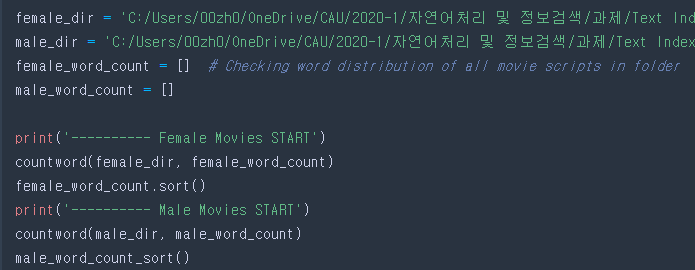 female_dir = 'C:/Users/00zh0/OneDrive/CAU/2020-1/자연어처리 및 정보검색/과제/Text Ind
male_dir = 'C:/Users/00zh0/OneDrive/CAU/2020-1/자연어처리 및 정보검색/과제/Text Index
female_word_count = []  # Checking word distribution of all movie scripts in folder
male_word_count = []
print('---------- Female Movies START')
countword(female_dir, female_word_count)
female_word_count.sort()
print('---------- Male Movies START')
countword(male_dir, male_word_count)
male_word_count_sort()